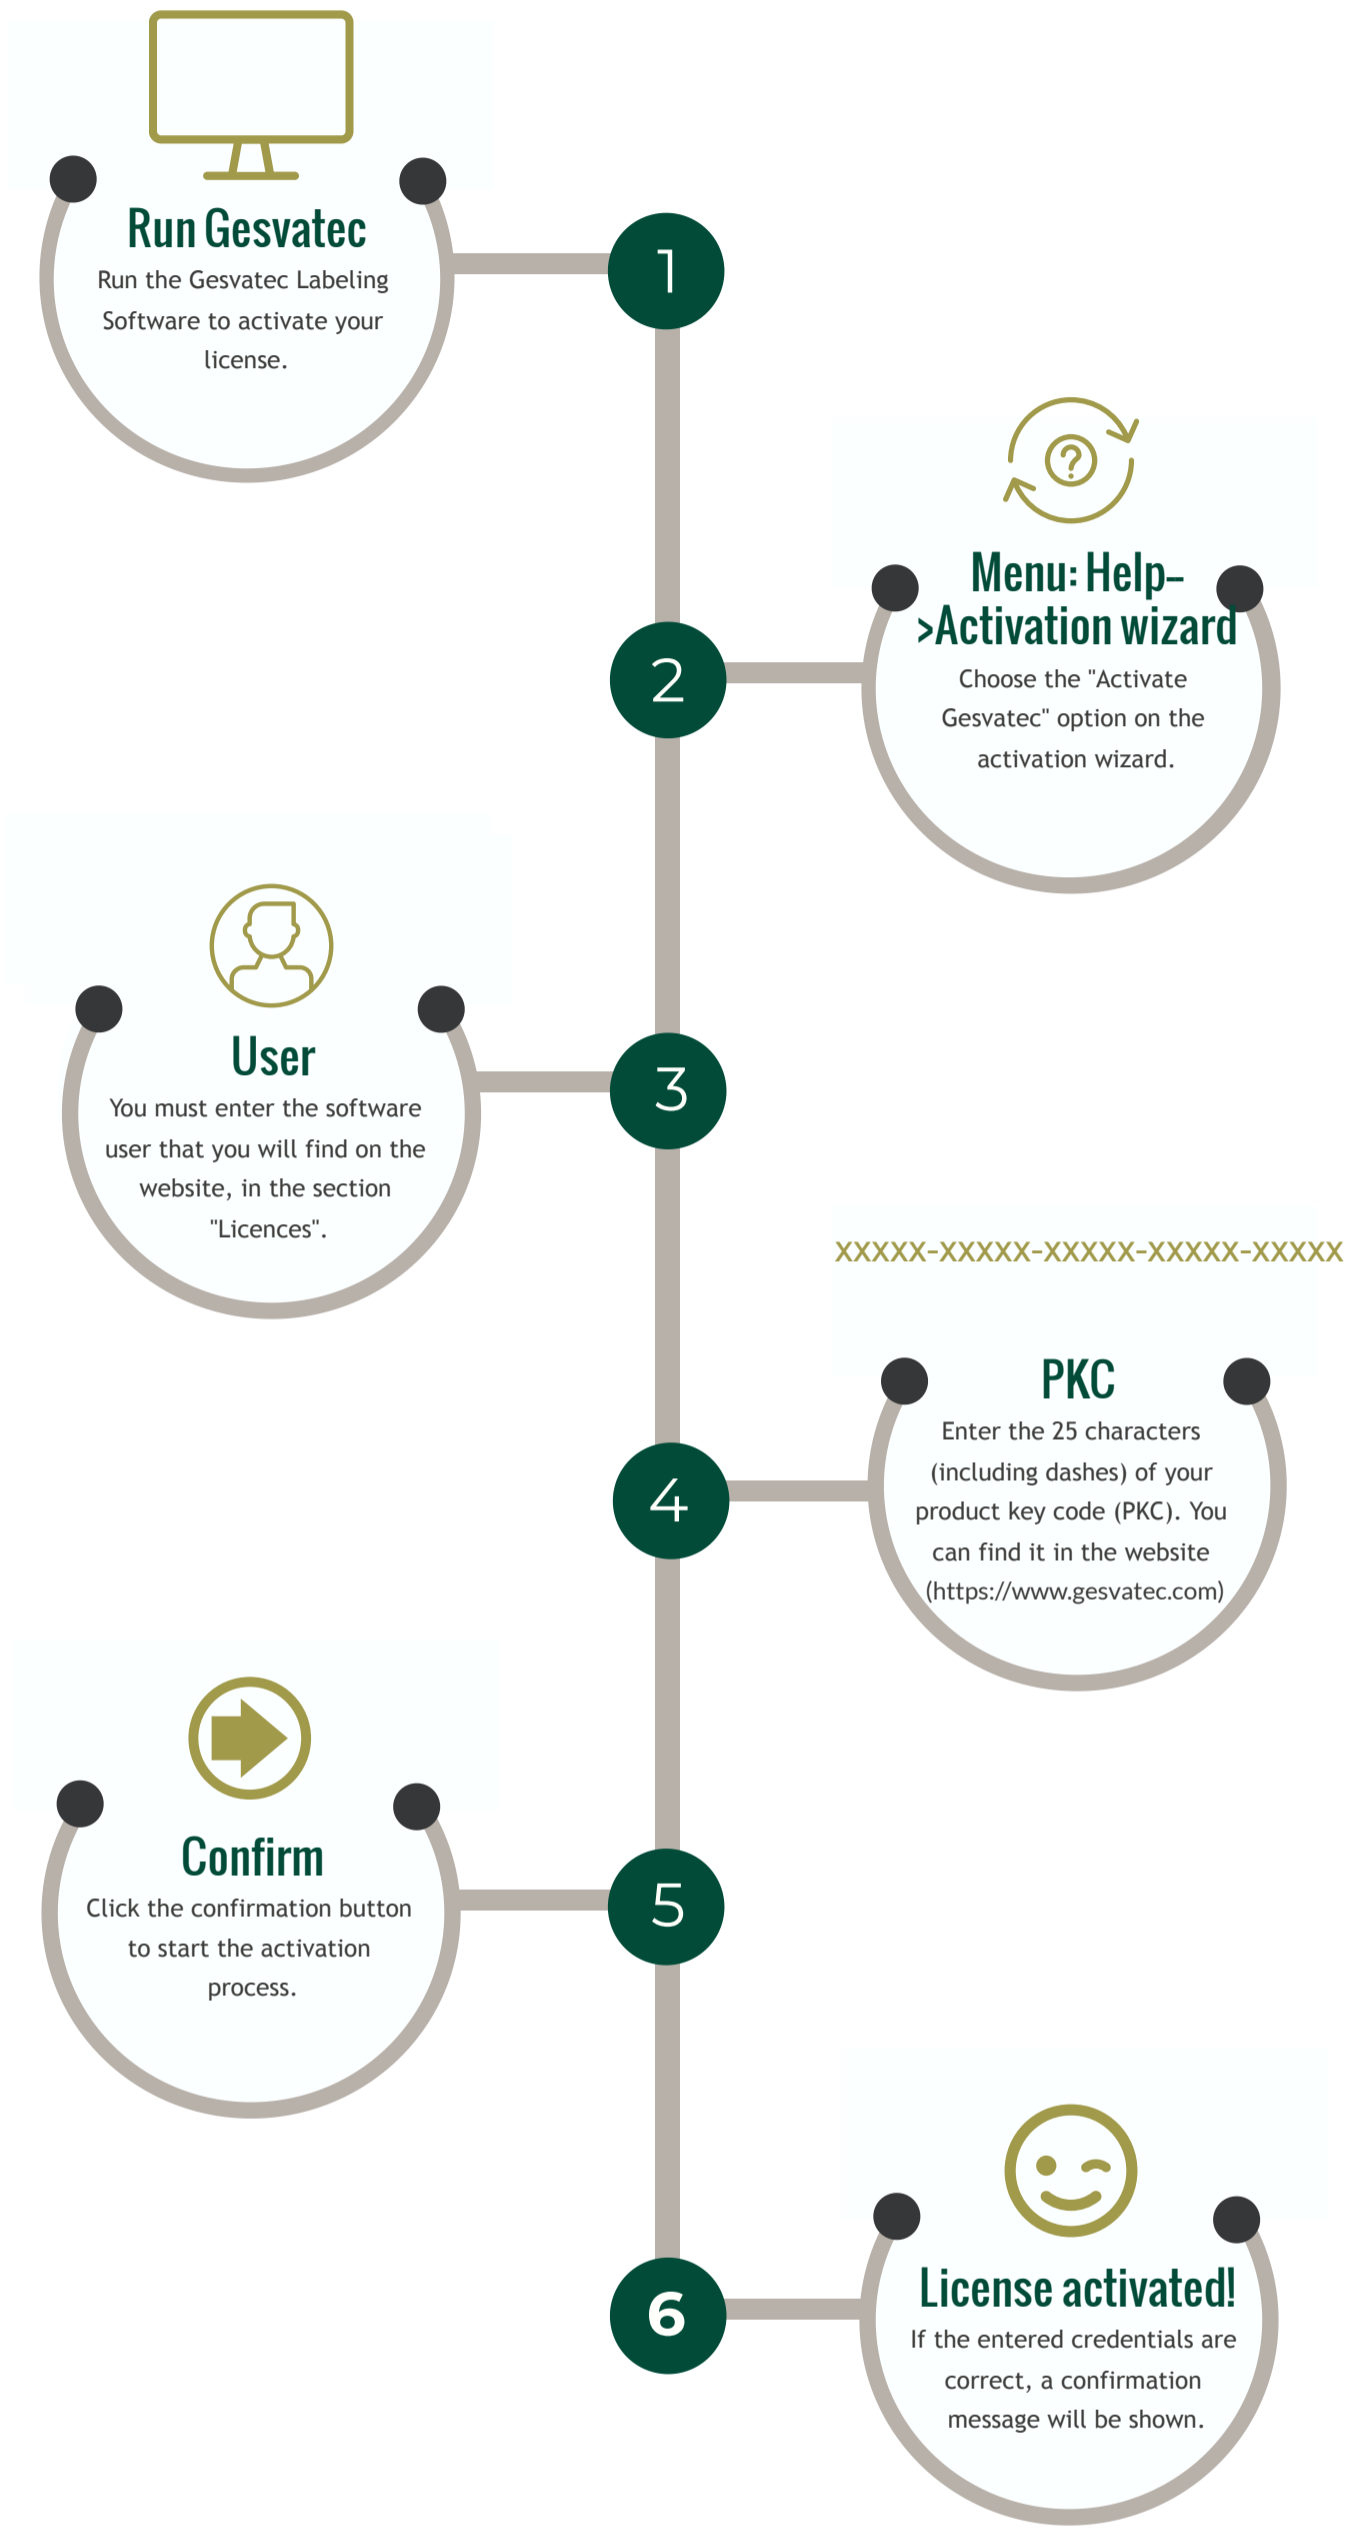 Run Gesvatec
Run the Gesvatec Labeling
Software to activate your
license.
1
Menu: Help–
>Activation wizard
Choose the "Activate
Gesvatec" option on the
activation wizard.
2
User
You must enter the software
user that you will find on the
website, in the section
"Licences".
3
XXXXX-XXXXX-XXXXX-XXXXX-XXXXX
PKC
Enter the 25 characters
(including dashes) of your
product key code (PKC). You
can find it in the website
(https://www.gesvatec.com)
4
Confirm
Click the confirmation button
to start the activation
process.
5
License activated!
If the entered credentials are
correct, a confirmation
message will be shown.
6